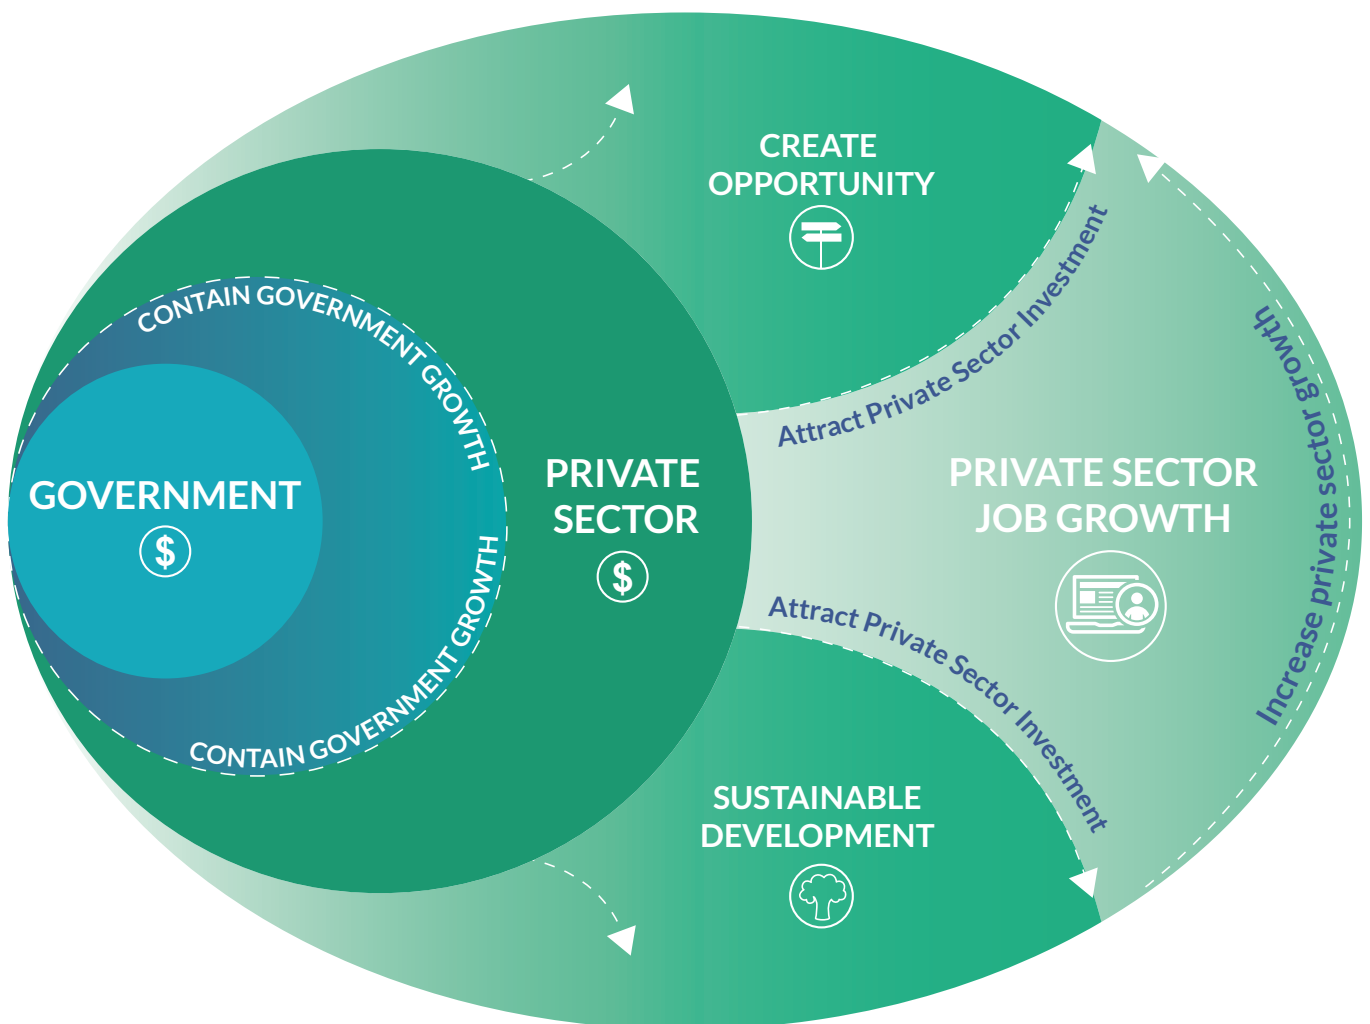 CREATE
OPPORTUNITY
CONTAIN GOVERNMENT GROWTH
Attract Private Sector Investment
Increase private sector growth
GOVERNMENT
$
PRIVATE
SECTOR
$
PRIVATE SECTOR
JOB GROWTH
CONTAIN GOVERNMENT GROWTH
Attract Private Sector Investment
SUSTAINABLE
DEVELOPMENT